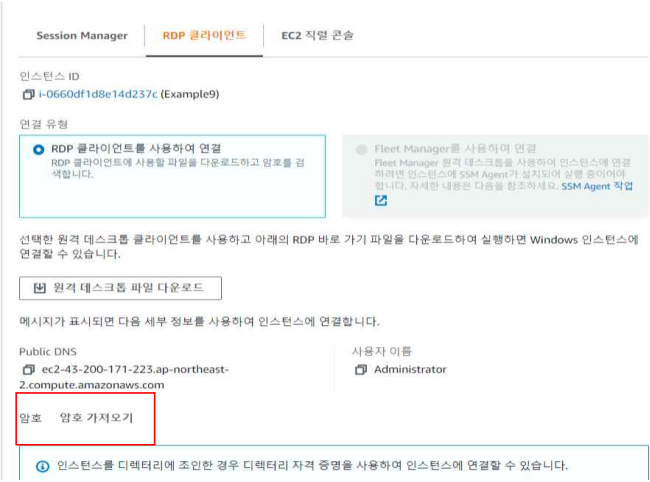 Session Manager
RDP 클라이언트
EC2 직렬 콘솔
인스턴스 ID
i-0660df1d8e14d237c (Example9)
연결 유형
RDP 클라이언트를 사용하여 연결
RDP 클라이언트에 사용할 파일을 다운로드하고 암호를 검
색합니다.
Fleet Manager를 사용하여 연결
Fleet Manager 원격 데스크톱을 사용하여 인스턴스에 연결
하려면 인스턴스에 SSM Agent가 설치되어 실행 중이어야
합니다. 자세한 내용은 다음을 참조하세요. SSM Agent 작업
선택한 원격 데스크톱 클라이언트를 사용하고 아래의 RDP 바로 가기 파일을 다운로드하여 실행하면 Windows 인스턴스에
연결할 수 있습니다.
원격 데스크톱 파일 다운로드
메시지가 표시되면 다음 세부 정보를 사용하여 인스턴스에 연결합니다.
Public DNS
ec2-43-200-171-223.ap-northeast-
2.compute.amazonaws.com
사용자 이름
Administrator
암호 암호 가져오기
인스턴스를 디렉터리에 조인한 경우 디렉터리 자격 증명을 사용하여 인스턴스에 연결할 수 있습니다.